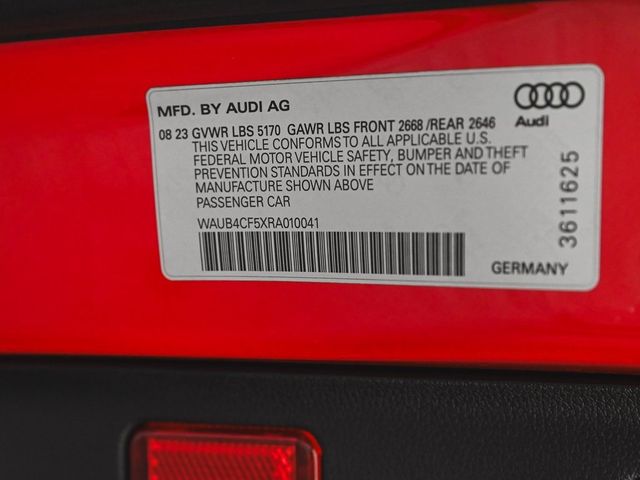 MFD. BY AUDI AG
Audi
08 23 GVWR LBS 5170 GAWR LBS FRONT 2668 /REAR 2646
THIS VEHICLE CONFORMS TO ALL APPLICABLE U.S.
FEDERAL MOTOR VEHICLE SAFETY, BUMPER AND THEFT
PREVENTION STANDARDS IN EFFECT ON THE DATE OF
MANUFACTURE SHOWN ABOVE
PASSENGER CAR
WAUB4CF5XRA010041
3611625
GERMANY